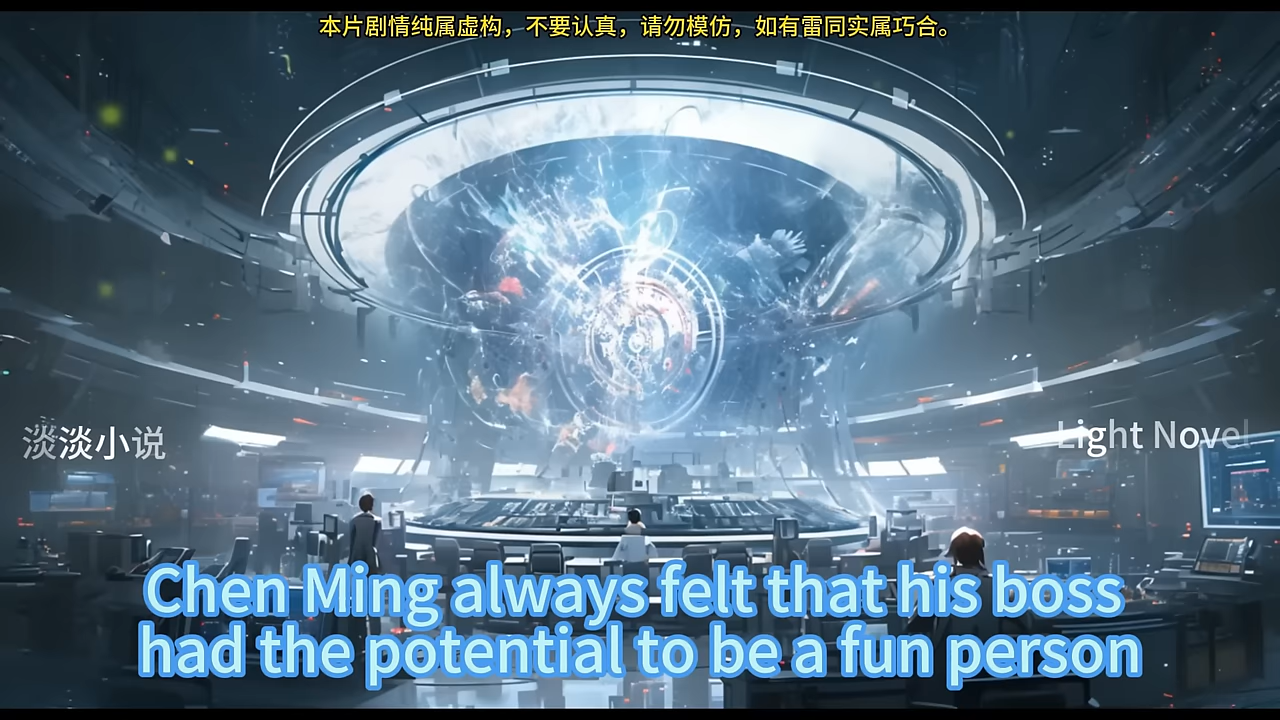 本片剧情纯属虚构，不要认真，请勿模仿，如有雷同实属巧合。
淡淡小说
Light Novel
Chen Ming always felt that his boss
had the potential to be a fun person